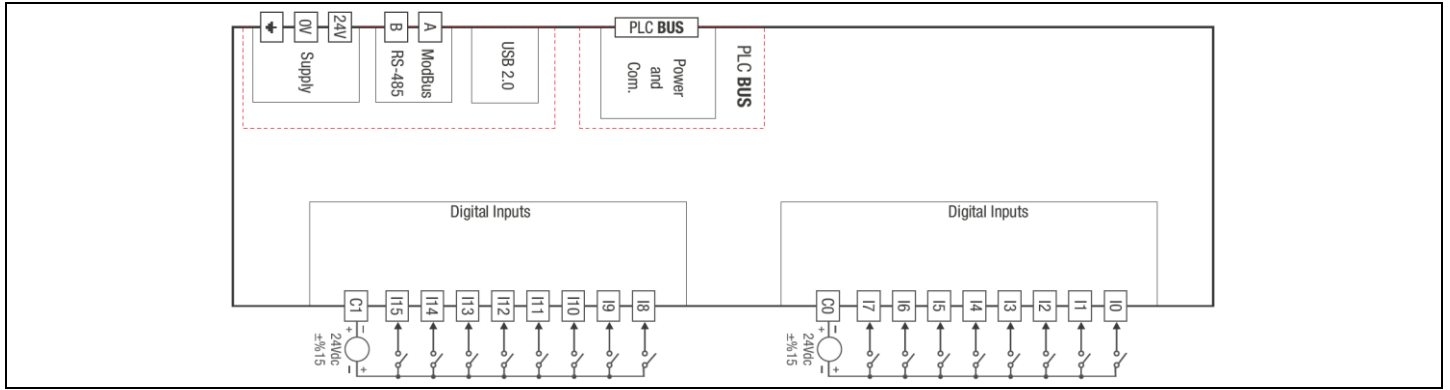 ⏚
0V
24V
Supply
B
A
RS-485
ModBus
USB 2.0
PLC BUS
Power
and
Com.
PLC BUS
Digital Inputs
Digital Inputs
C1
I15
I14
I13
I12
I11
I10
I9
I8
+ −
24Vdc
±%15
− +
C0
I7
I6
I5
I4
I3
I2
I1
I0
+ −
24Vdc
±%15
− +